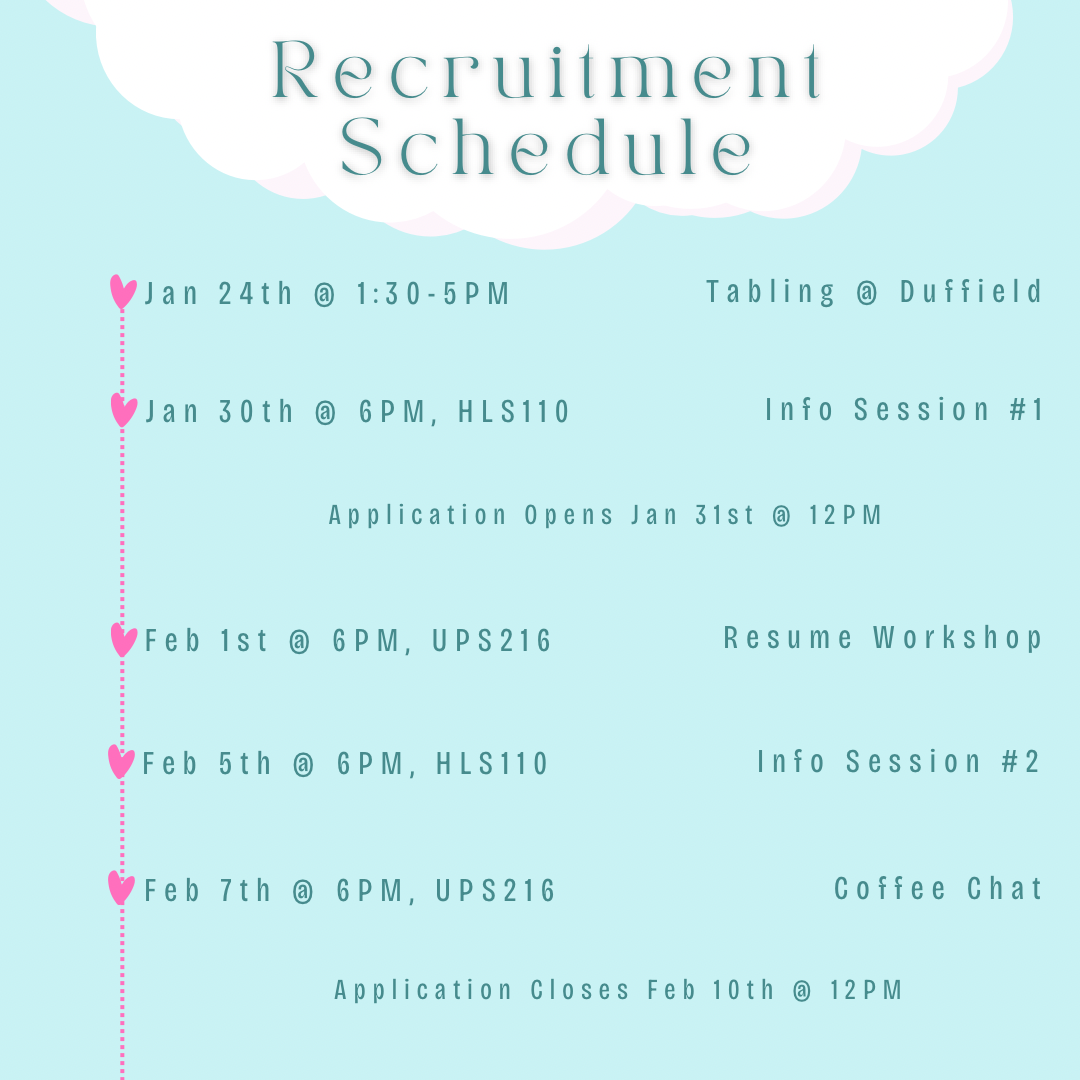 Recruitment
Schedule
Jan 24th @ 1:30-5PM Tabling @ Duffield
Jan 30th @ 6PM, HLS110 Info Session #1
Application Opens Jan 31st @ 12PM
Feb 1st @ 6PM, UPS216 Resume Workshop
Feb 5th @ 6PM, HLS110 Info Session #2
Feb 7th @ 6PM, UPS216 Coffee Chat
Application Closes Feb 10th @ 12PM